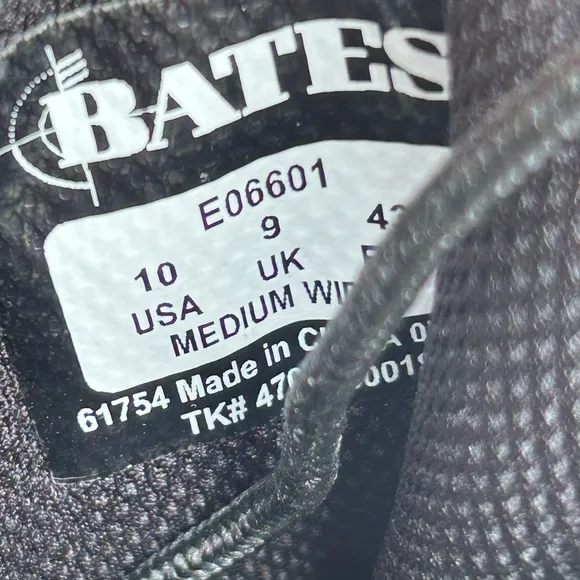 BATES
E06601
10 9
USA UK
MEDIUM
61754 Made in
TK#